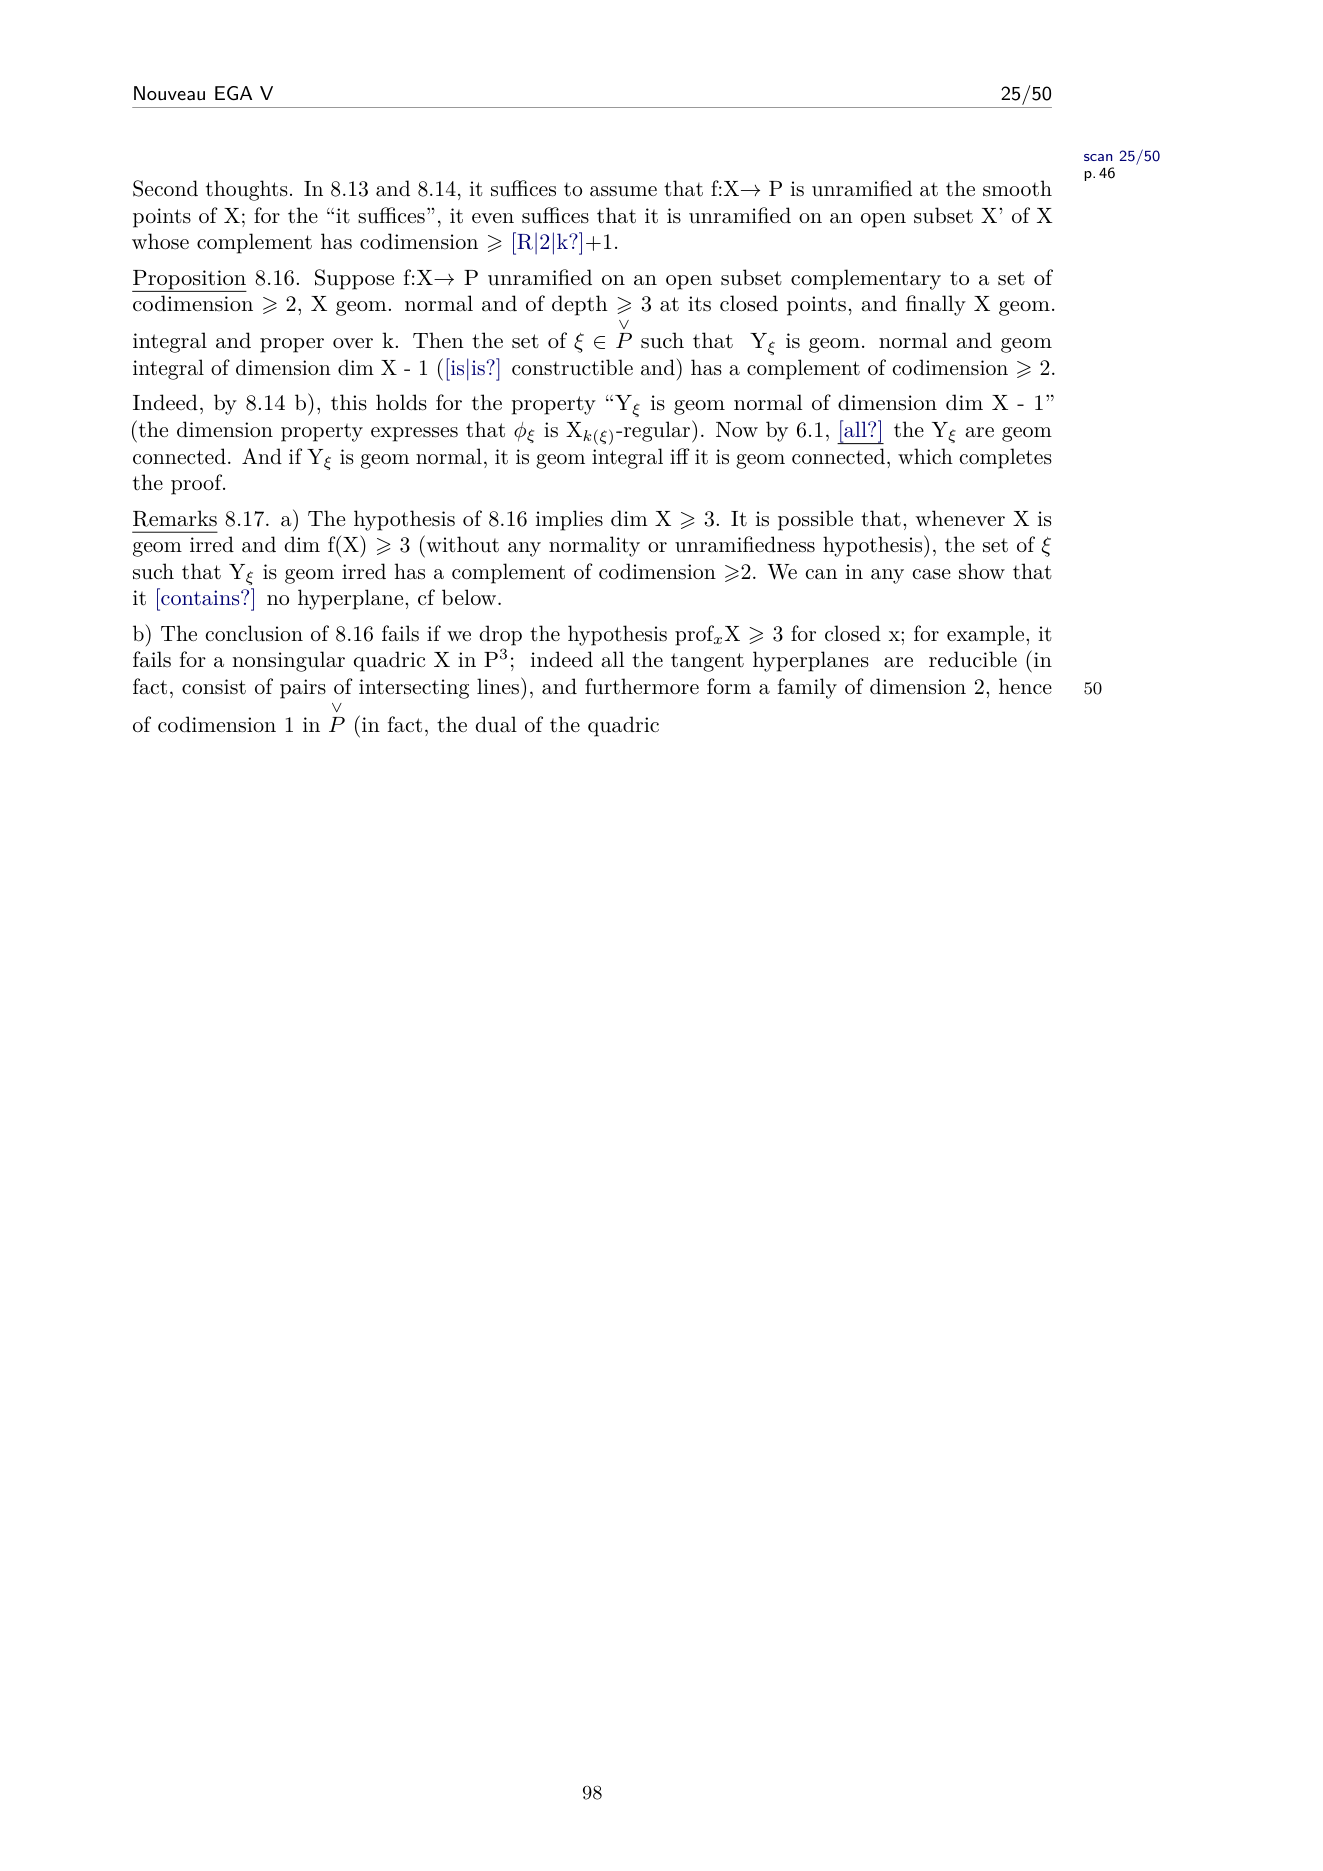 Nouveau EGA V 25/50
scan 25/50
p. 46
Second thoughts. In 8.13 and 8.14, it suffices to assume that f:X→ P is unramified at the smooth
points of X; for the “it suffices”, it even suffices that it is unramified on an open subset X’ of X
whose complement has codimension ⩾ [R|2|k?]+1.
Proposition 8.16. Suppose f:X→ P unramified on an open subset complementary to a set of
codimension ⩾ 2, X geom. normal and of depth ⩾ 3 at its closed points, and finally X geom.
integral and proper over k. Then the set of ξ ∈ P̌ such that Y_ξ is geom. normal and geom
integral of dimension dim X - 1 ([is|is?] constructible and) has a complement of codimension ⩾ 2.
Indeed, by 8.14 b), this holds for the property “Y_ξ is geom normal of dimension dim X - 1”
(the dimension property expresses that ϕ_ξ is X_{k(ξ)}-regular). Now by 6.1, [all?] the Y_ξ are geom
connected. And if Y_ξ is geom normal, it is geom integral iff it is geom connected, which completes
the proof.
Remarks 8.17. a) The hypothesis of 8.16 implies dim X ⩾ 3. It is possible that, whenever X is
geom irred and dim f(X) ⩾ 3 (without any normality or unramifiedness hypothesis), the set of ξ
such that Y_ξ is geom irred has a complement of codimension ⩾2. We can in any case show that
it [contains?] no hyperplane, cf below.
b) The conclusion of 8.16 fails if we drop the hypothesis prof_xX ⩾ 3 for closed x; for example, it
fails for a nonsingular quadric X in P³; indeed all the tangent hyperplanes are reducible (in
fact, consist of pairs of intersecting lines), and furthermore form a family of dimension 2, hence
50
of codimension 1 in P̌ (in fact, the dual of the quadric
98